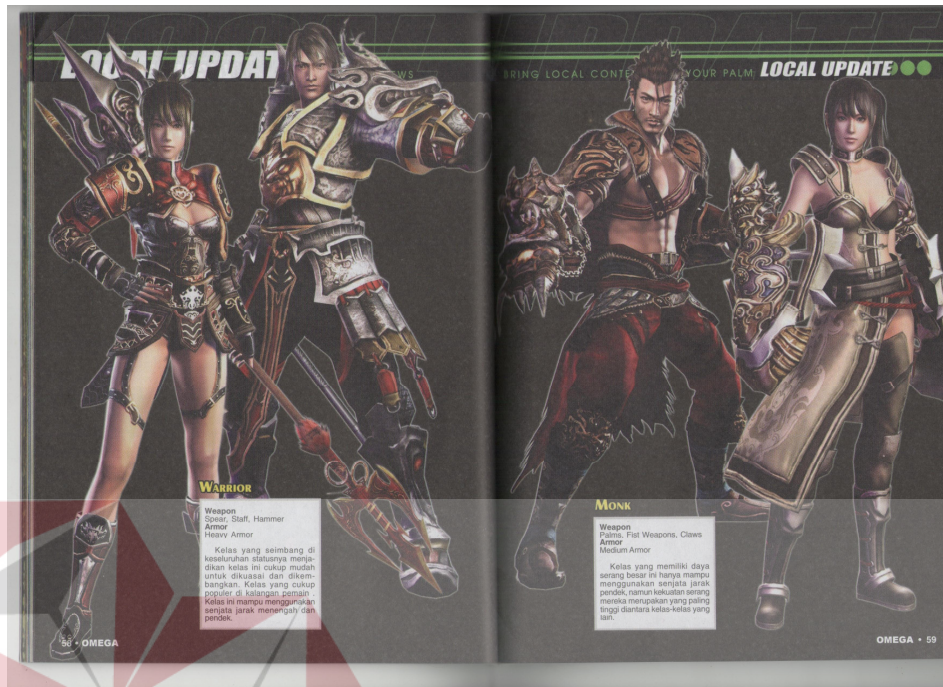 LOCAL UPDAT
WS
BRING LOCAL CONTE YOUR PALM LOCAL UPDATE
WARRIOR
Weapon
Spear, Staff, Hammer
Armor
Heavy Armor
Kelas yang seimbang di
keseluruhan statusnya menja-
dikan kelas ini cukup mudah
untuk dikuasai dan dikem-
bangkan. Kelas yang cukup
populer di kalangan pemain .
Kelas ini mampu menggunakan
senjata jarak menengah dan
pendek.
MONK
Weapon
Palms, Fist Weapons, Claws
Armor
Medium Armor
Kelas yang memiliki daya
serang besar ini hanya mampu
menggunakan senjata jarak
pendek, namun kekuatan serang
mereka merupakan yang paling
tinggi diantara kelas-kelas yang
lain.
OMEGA
OMEGA • 59